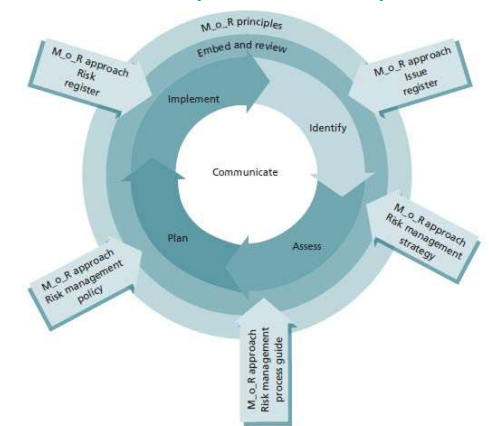 M_o_R principles
Embed and review
M_o_R approach
Risk
register
M_o_R approach
Issue
register
Implement
Identify
Communicate
Plan
Assess
M_o_R approach
Risk management
policy
M_o_R approach
Risk management
strategy
M_o_R approach
Risk management
process guide